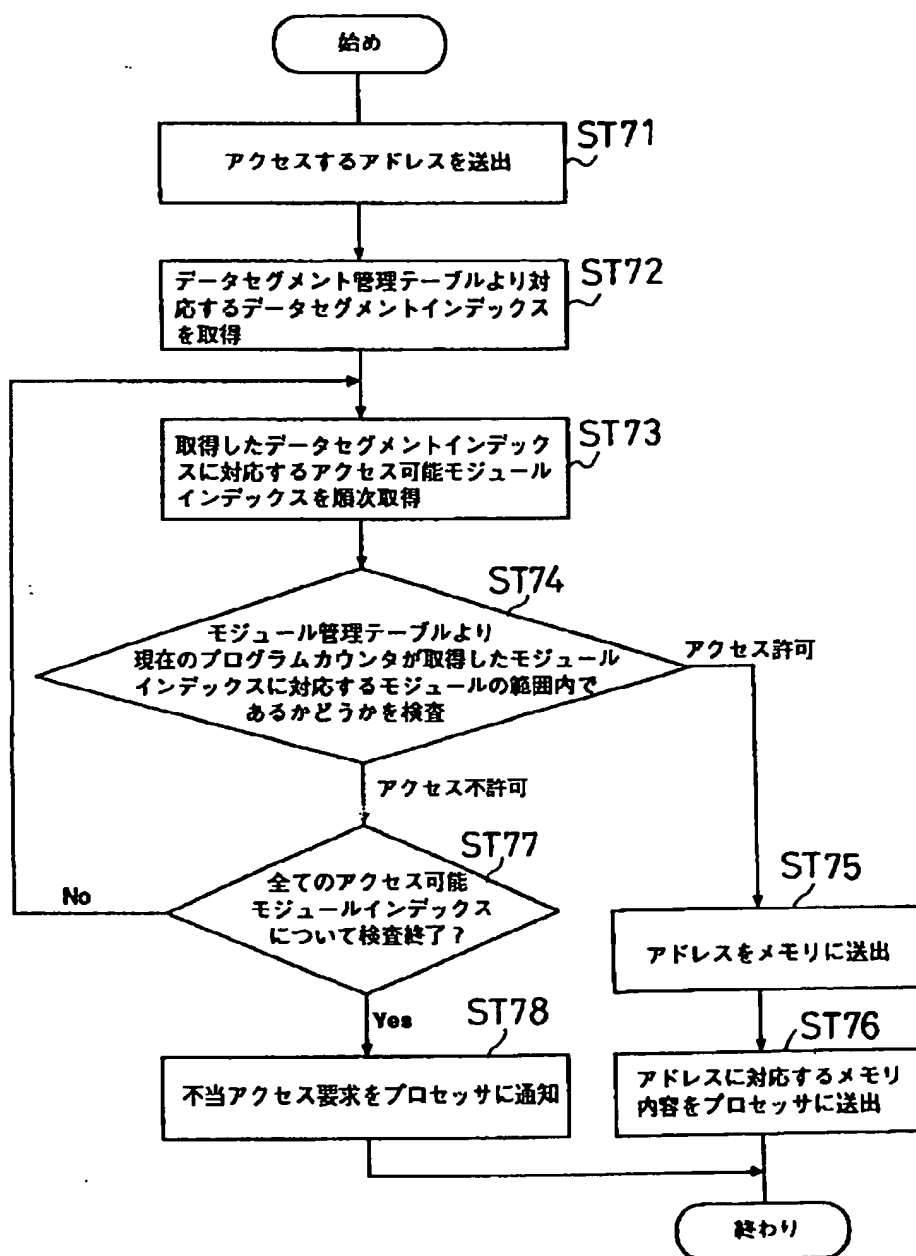 始め
ST71
アクセスするアドレスを送出
ST72
データセグメント管理テーブルより対
応するデータセグメントインデックス
を取得
ST73
取得したデータセグメントインデック
スに対応するアクセス可能モジュール
インデックスを順次取得
ST74
モジュール管理テーブルより
現在のプログラムカウンタが取得したモジュール
インデックスに対応するモジュールの範囲内で
あるかどうかを検査
アクセス許可
アクセス不許可
ST77
全てのアクセス可能
モジュールインデックス
について検査終了?
No
Yes
ST75
アドレスをメモリに送出
ST78
不当アクセス要求をプロセッサに通知
ST76
アドレスに対応するメモリ
内容をプロセッサに送出
終わり